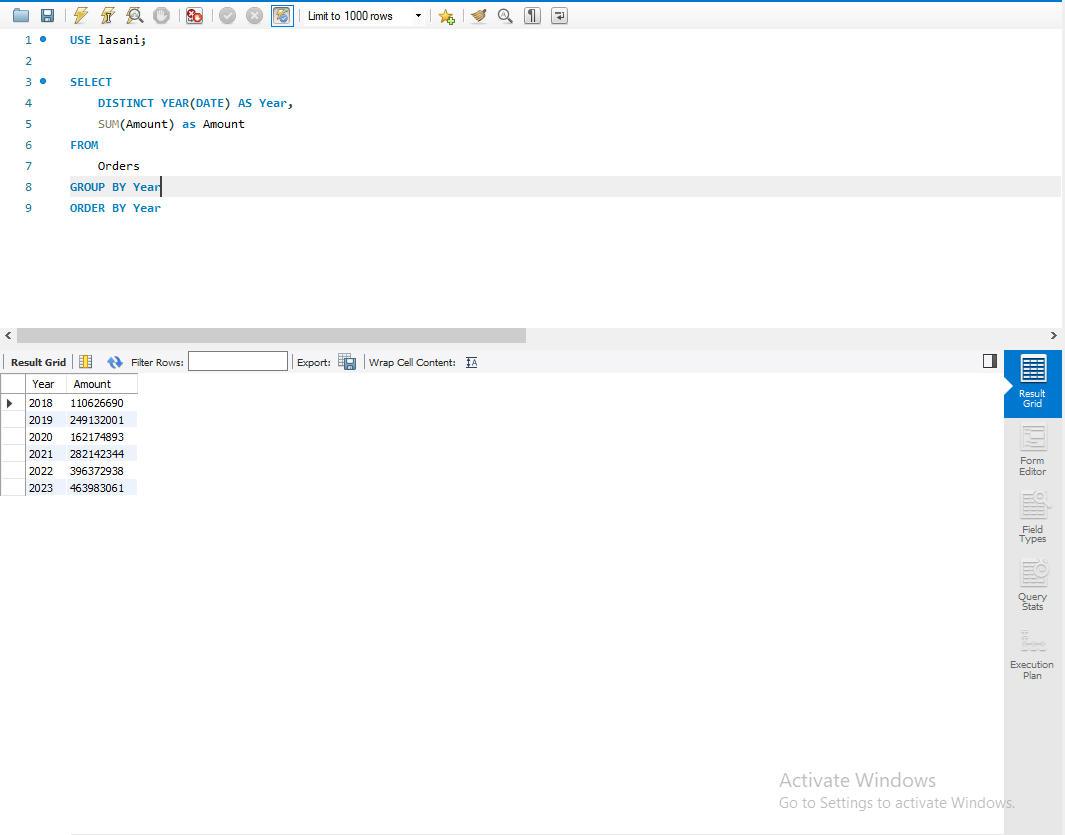 Limit to 1000 rows
1 USE lasani;
2
3 SELECT
4 DISTINCT YEAR(DATE) AS Year,
5 SUM(Amount) as Amount
6 FROM
7 Orders
8 GROUP BY Year
9 ORDER BY Year
Result Grid Filter Rows: Export: Wrap Cell Content: IA
Year Amount
2018 110626690
2019 249132001
2020 162174893
2021 282142344
2022 396372938
2023 463983061
Result
Grid
Form
Editor
Field
Types
Query
Stats
Execution
Plan
Activate Windows
Go to Settings to activate Windows.